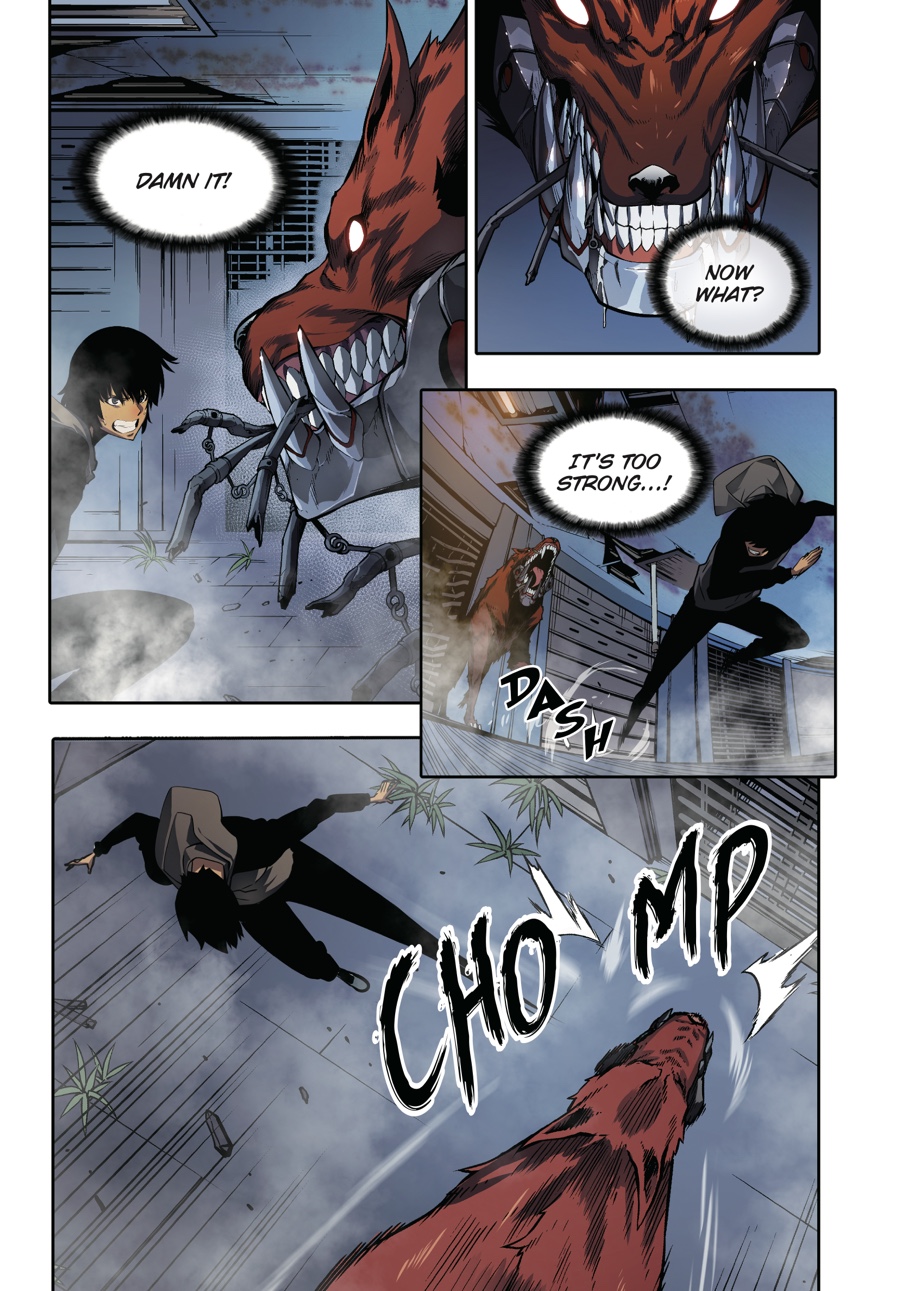 DAMN IT!
NOW
WHAT?
IT'S TOO
STRONG...!
DASH
CHOMP